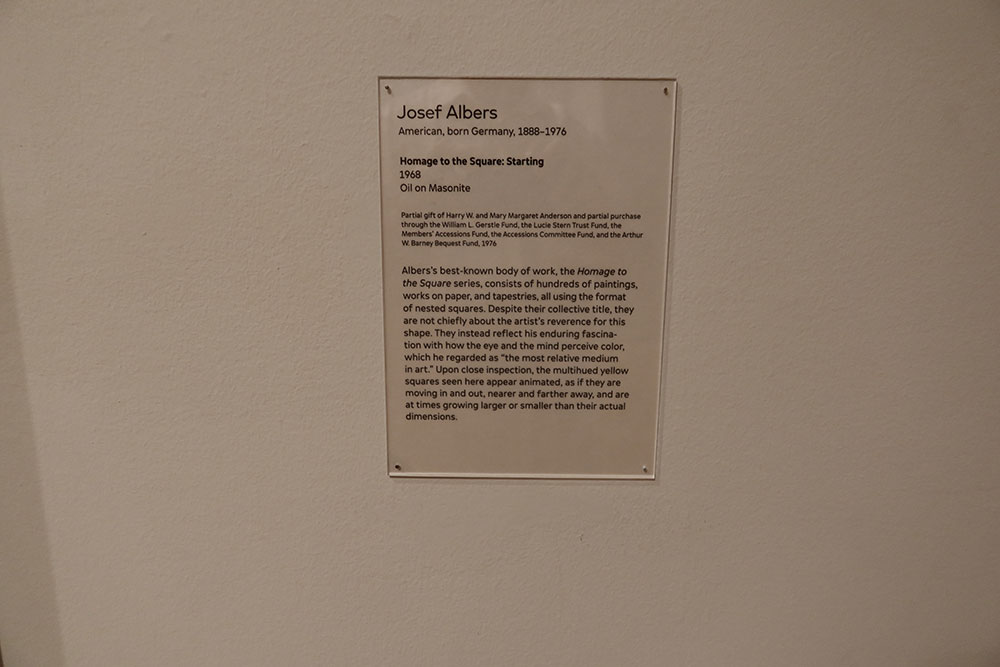 Josef Albers
American, born Germany, 1888–1976
Homage to the Square: Starting
1968
Oil on Masonite
Partial gift of Harry W. and Mary Margaret Anderson and partial purchase
through the William L. Gerstle Fund, the Lucie Stern Trust Fund, the
Members' Accessions Fund, the Accessions Committee Fund, and the Arthur
W. Barney Bequest Fund, 1976
Albers's best-known body of work, the Homage to
the Square series, consists of hundreds of paintings,
works on paper, and tapestries, all using the format
of nested squares. Despite their collective title, they
are not chiefly about the artist's reverence for this
shape. They instead reflect his enduring fascina-
tion with how the eye and the mind perceive color,
which he regarded as “the most relative medium
in art.” Upon close inspection, the multihued yellow
squares seen here appear animated, as if they are
moving in and out, nearer and farther away, and are
at times growing larger or smaller than their actual
dimensions.